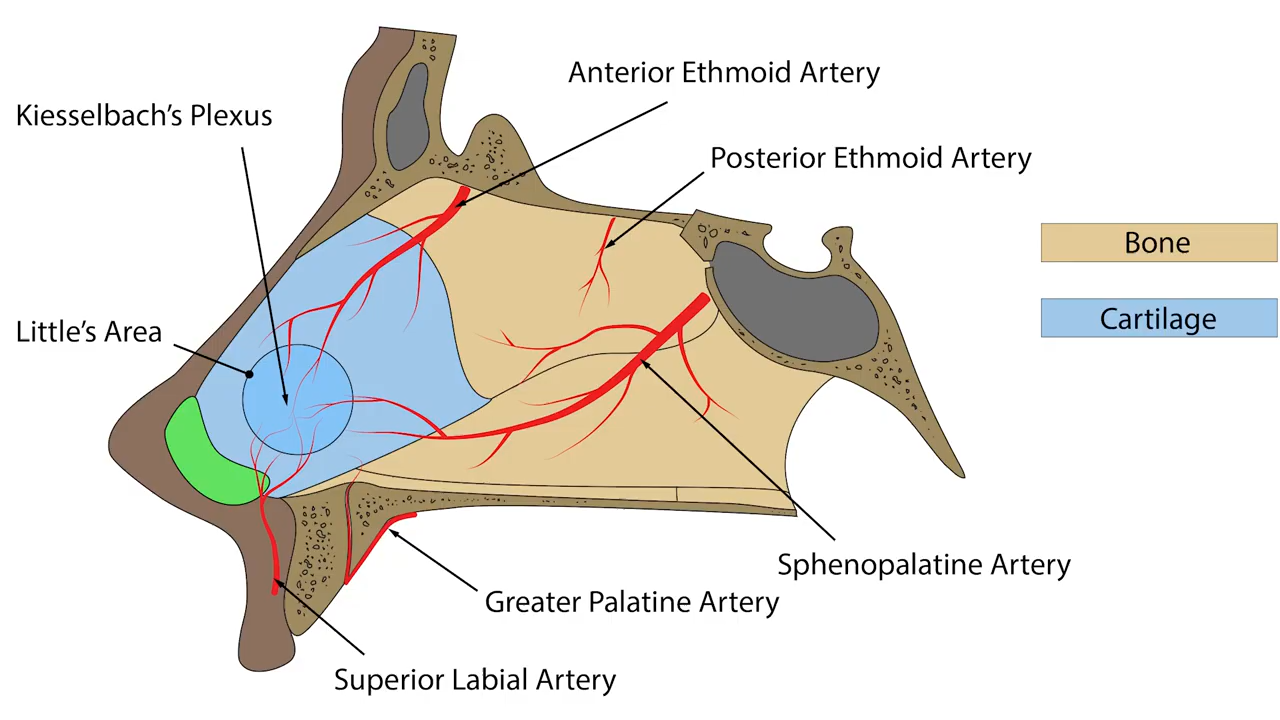 Anterior Ethmoid Artery
Kiesselbach's Plexus
Posterior Ethmoid Artery
Bone
Cartilage
Little's Area
Sphenopalatine Artery
Greater Palatine Artery
Superior Labial Artery